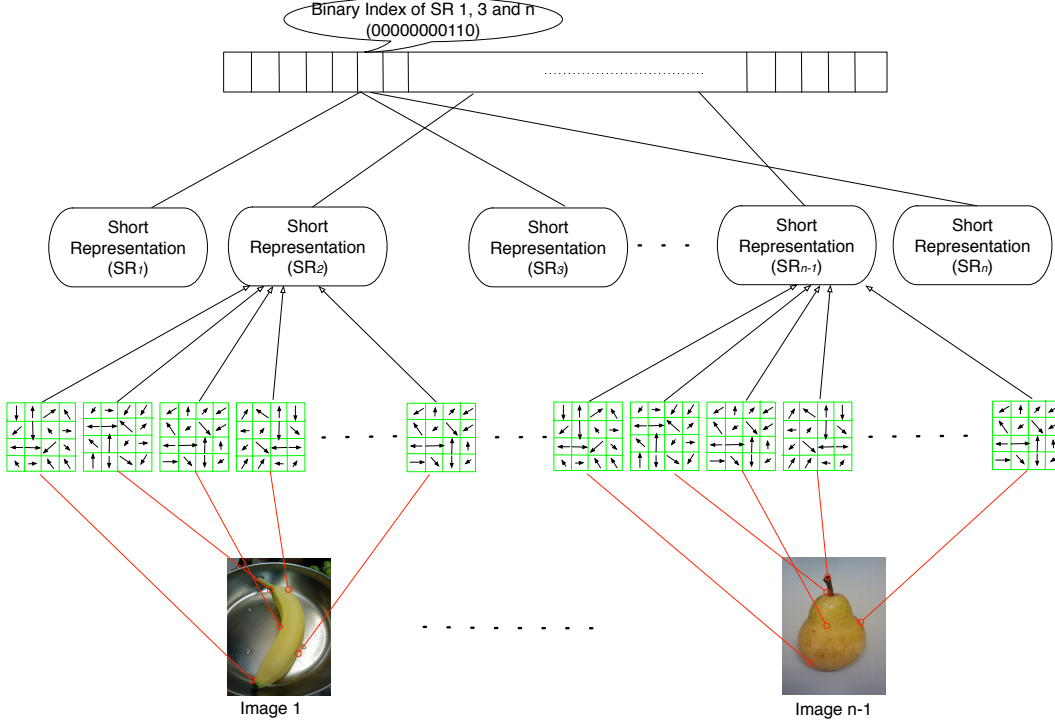 Binary Index of SR 1, 3 and n
(00000000110)
Short
Representation
(SR1)
Short
Representation
(SR2)
Short
Representation
(SR3)
Short
Representation
(SRn-1)
Short
Representation
(SRn)
Image 1
Image n-1